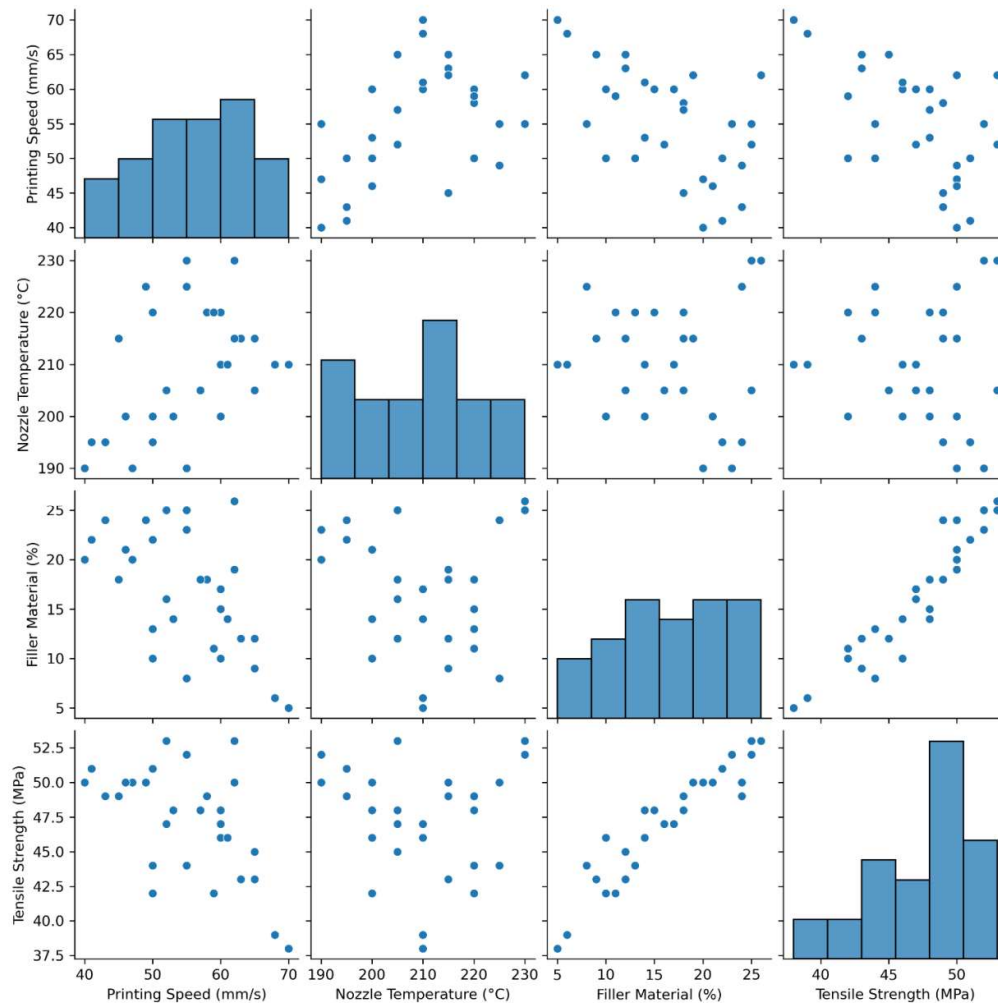 70
65
60
55
50
45
40
Printing Speed (mm/s)
230
220
210
200
190
Nozzle Temperature (°C)
25
20
15
10
5
Filler Material (%)
52.5
50.0
47.5
45.0
42.5
40.0
37.5
Tensile Strength (MPa)
40 50 60 70
Printing Speed (mm/s)
190 200 210 220 230
Nozzle Temperature (°C)
5 10 15 20 25
Filler Material (%)
40 45 50
Tensile Strength (MPa)